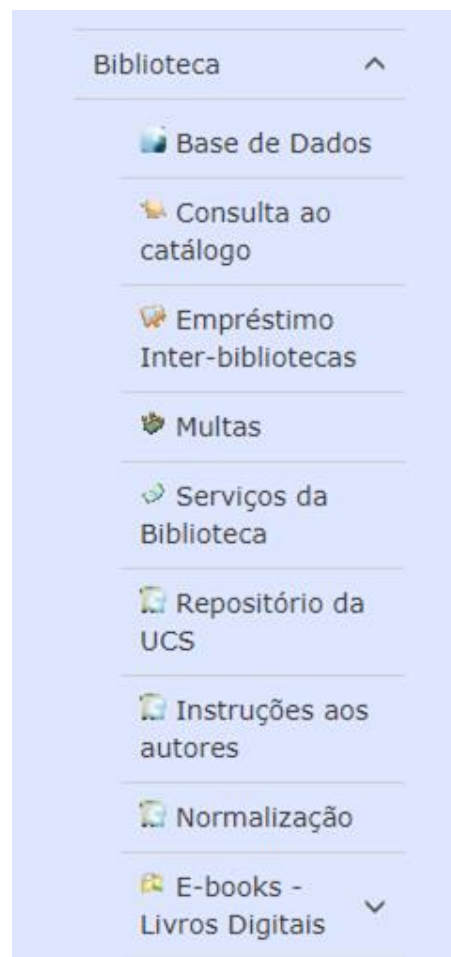 Biblioteca
Base de Dados
Consulta ao
catálogo
Empréstimo
Inter-bibliotecas
Multas
Serviços da
Biblioteca
Repositório da
UCS
Instruções aos
autores
Normalização
E-books -
Livros Digitais